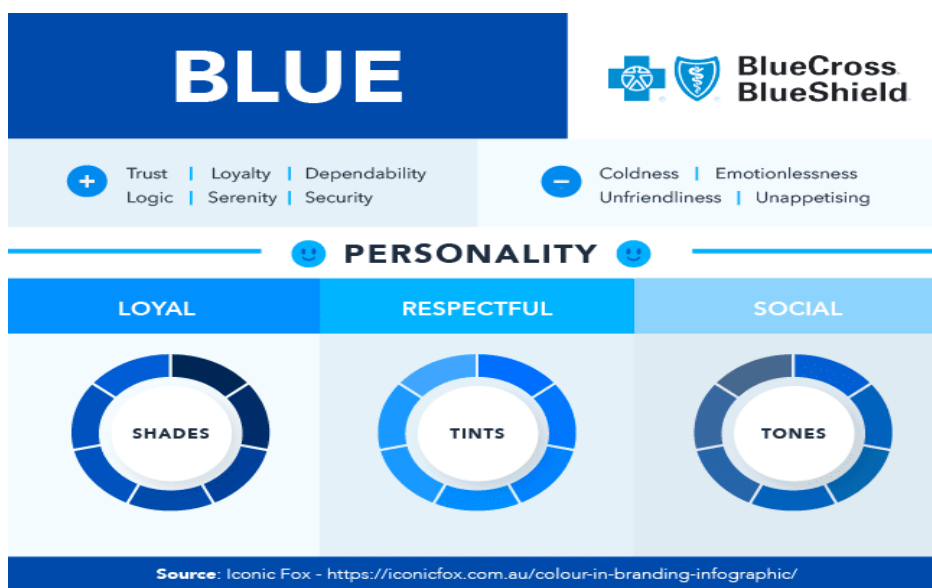 BLUE
BlueCross
BlueShield
+ Trust | Loyalty | Dependability
Logic | Serenity | Security
− Coldness | Emotionlessness
Unfriendliness | Unappetising
PERSONALITY
LOYAL
RESPECTFUL
SOCIAL
SHADES
TINTS
TONES
Source: Iconic Fox - https://iconicfox.com.au/colour-in-branding-infographic/